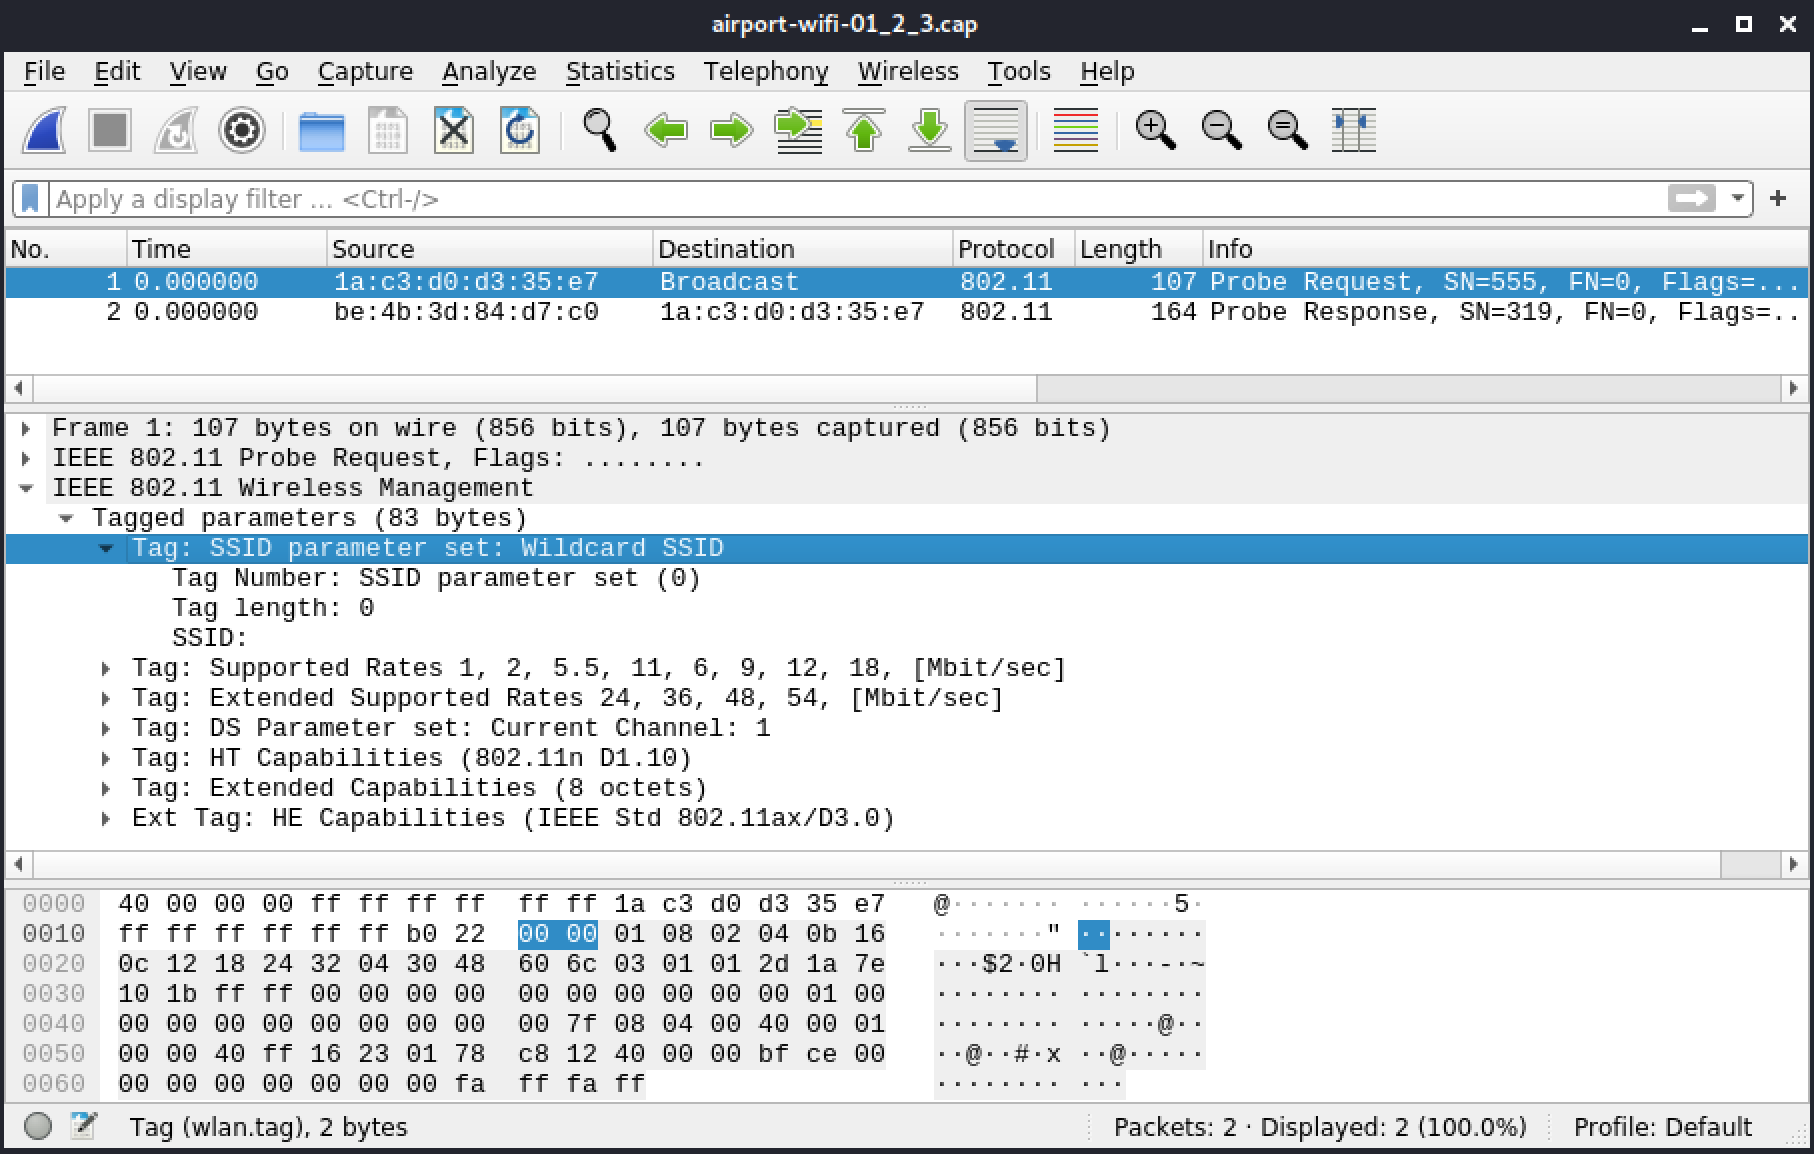 airport-wifi-01_2_3.cap
File Edit View Go Capture Analyze Statistics Telephony Wireless Tools Help
Apply a display filter ... <Ctrl-/>
No. Time Source Destination Protocol Length Info
1 0.000000 1a:c3:d0:d3:35:e7 Broadcast 802.11 107 Probe Request, SN=555, FN=0, Flags=...
2 0.000000 be:4b:3d:84:d7:c0 1a:c3:d0:d3:35:e7 802.11 164 Probe Response, SN=319, FN=0, Flags=..
Frame 1: 107 bytes on wire (856 bits), 107 bytes captured (856 bits)
IEEE 802.11 Probe Request, Flags: ........
IEEE 802.11 Wireless Management
Tagged parameters (83 bytes)
Tag: SSID parameter set: Wildcard SSID
Tag Number: SSID parameter set (0)
Tag length: 0
SSID:
Tag: Supported Rates 1, 2, 5.5, 11, 6, 9, 12, 18, [Mbit/sec]
Tag: Extended Supported Rates 24, 36, 48, 54, [Mbit/sec]
Tag: DS Parameter set: Current Channel: 1
Tag: HT Capabilities (802.11n D1.10)
Tag: Extended Capabilities (8 octets)
Ext Tag: HE Capabilities (IEEE Std 802.11ax/D3.0)
0000 40 00 00 00 ff ff ff ff ff ff 1a c3 d0 d3 35 e7 @······· ······5·
0010 ff ff ff ff ff ff b0 22 00 00 01 08 02 04 0b 16 ·······" ········
0020 0c 12 18 24 32 04 30 48 60 6c 03 01 01 2d 1a 7e ···$2·0H `l···-·~
0030 10 1b ff ff 00 00 00 00 00 00 00 00 00 00 01 00 ········ ········
0040 00 00 00 00 00 00 00 00 00 7f 08 04 00 40 00 01 ········ ·····@··
0050 00 00 40 ff 16 23 01 78 c8 12 40 00 00 bf ce 00 ··@··#·x ··@·····
0060 00 00 00 00 00 00 00 fa ff fa ff ········ ···
Tag (wlan.tag), 2 bytes Packets: 2 · Displayed: 2 (100.0%) Profile: Default